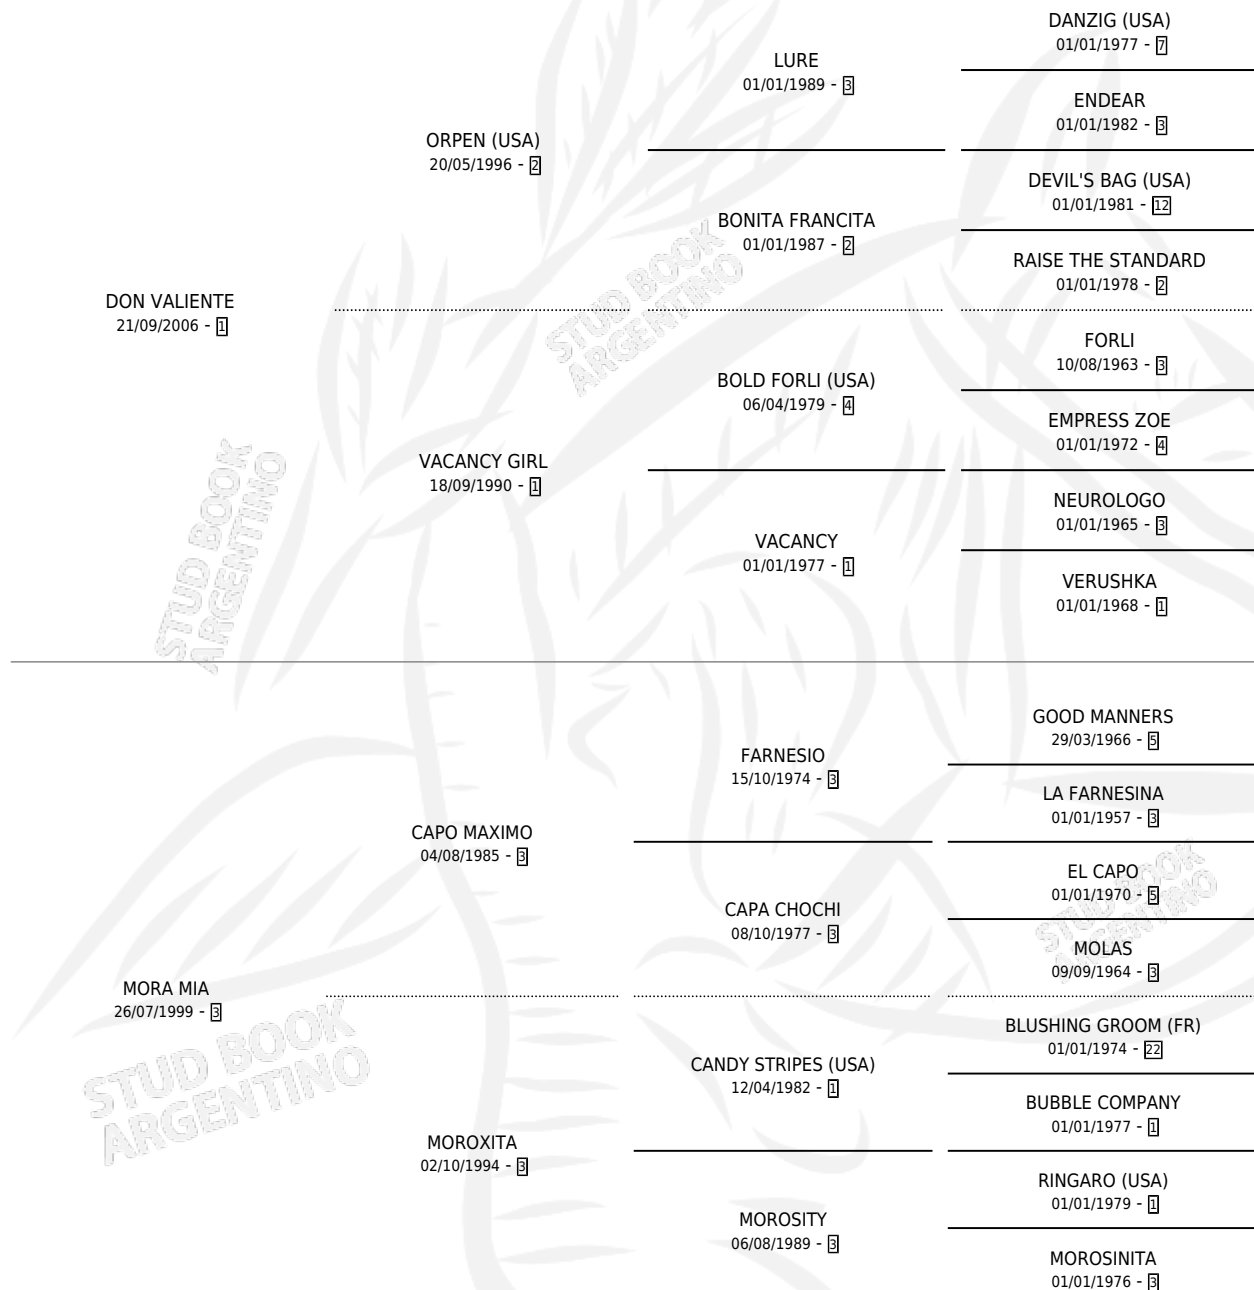 DON VALIENTE
21/09/2006 - 1
ORPEN (USA)
20/05/1996 - 2
VACANCY GIRL
18/09/1990 - 1
LURE
01/01/1989 - 3
BONITA FRANCITA
01/01/1987 - 2
BOLD FORLI (USA)
06/04/1979 - 4
VACANCY
01/01/1977 - 1
DANZIG (USA)
01/01/1977 - 7
ENDEAR
01/01/1982 - 3
DEVIL'S BAG (USA)
01/01/1981 - 12
RAISE THE STANDARD
01/01/1978 - 2
FORLI
10/08/1963 - 3
EMPRESS ZOE
01/01/1972 - 4
NEUROLOGO
01/01/1965 - 3
VERUSHKA
01/01/1968 - 1
MORA MIA
26/07/1999 - 3
CAPO MAXIMO
04/08/1985 - 3
MOROXITA
02/10/1994 - 3
FARNESIO
15/10/1974 - 3
CAPA CHOCHI
08/10/1977 - 3
CANDY STRIPES (USA)
12/04/1982 - 1
MOROSITY
06/08/1989 - 3
GOOD MANNERS
29/03/1966 - 5
LA FARNESINA
01/01/1957 - 3
EL CAPO
01/01/1970 - 5
MOLAS
09/09/1964 - 3
BLUSHING GROOM (FR)
01/01/1974 - 22
BUBBLE COMPANY
01/01/1977 - 1
RINGARO (USA)
01/01/1979 - 1
MOROSINITA
01/01/1976 - 3
STUD BOOK
ARGENTINO
STUD BOOK
ARGENTINO
STUD BOOK
ARGENTINO
STUD BOOK
ARGENTINO